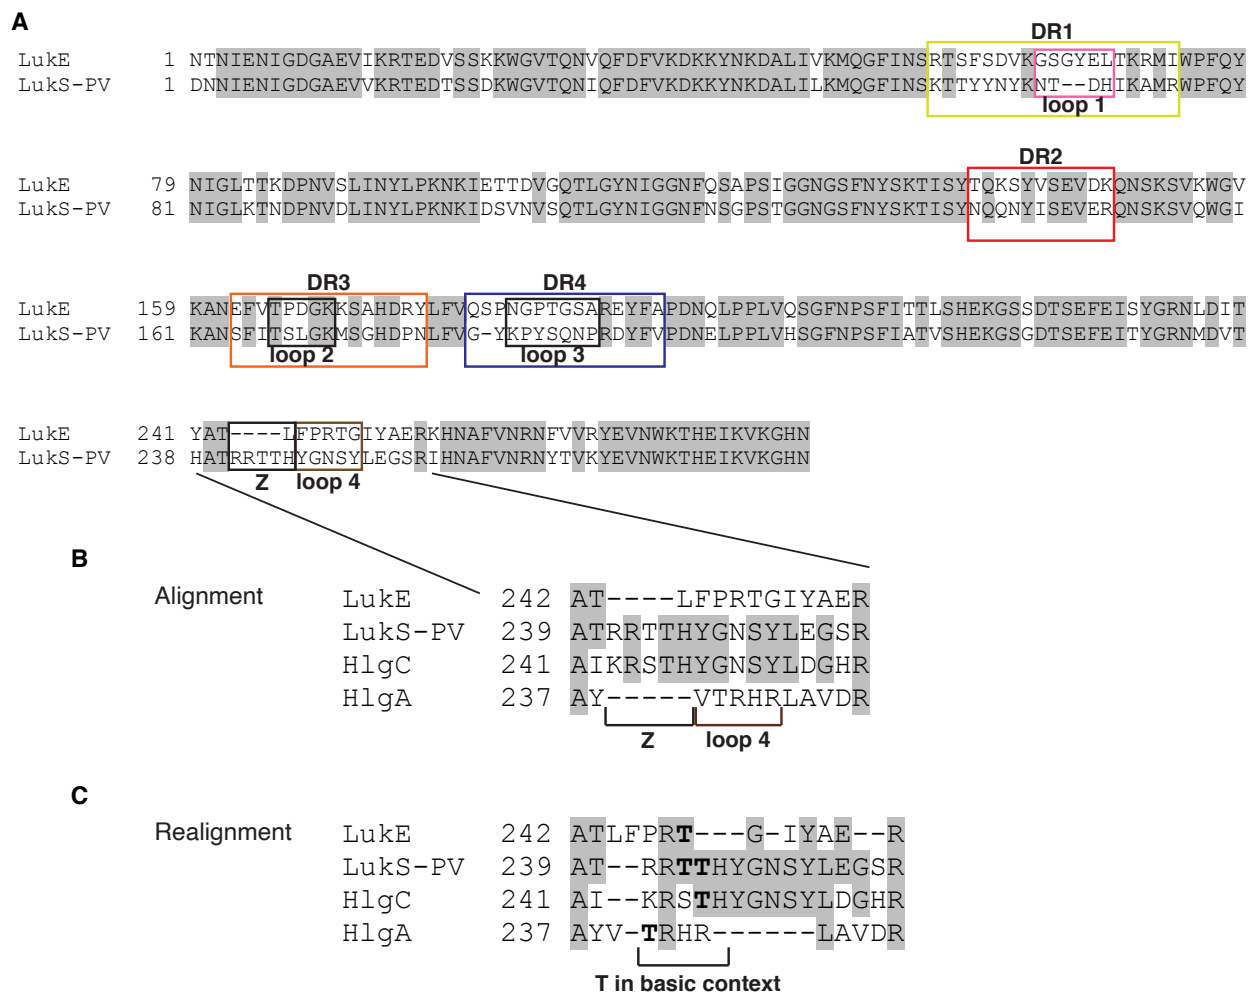 A
DR1
LukE 1 NTNIENIGDGAEVIKRTEDVSSKKWGVTQNVQFDFVKDKKYNKDALIVKMQGFINSRTSFSDVKGSGYELTKRMIWPFQY
LukS-PV 1 DNNIENIGDGAEVVKRTEDTSSDKWGVTQNIQFDFVKDKKYNKDALILKMQGFINSKTTYYNYKNT--DHIKAMRWPFQY
loop 1
DR2
LukE 79 NIGLTTKDPNVSLINYLPKNKIETTDVGQTLGYNIGGNFQSAPSIGGNGSFNYSKTISYTQKSYVSEVDKQNSKSVKWGV
LukS-PV 81 NIGLKTNDPNVDLINYLPKNKIDSVNVSQTLGYNIGGNFNSGPSTGGNGSFNYSKTISYNQQNYISEVERQNSKSVQWGI
DR3 DR4
LukE 159 KANEFVTPDGKKSAHDRYLFVQSPNGPTGSAREYFAPDNQLPPLVQSGFNPSFITTLSHEKGSSDTSEFEISYGRNLDIT
LukS-PV 161 KANSFITSLGKMSGHDPNLFVG-YKPYSQNPRDYFVPDNELPPLVHSGFNPSFIATVSHEKGSGDTSEFEITYGRNMDVT
loop 2 loop 3
LukE 241 YAT----LFPRTGIYAERKHNAFVNRNFVVRYEVNWKTHEIKVKGHN
LukS-PV 238 HATRRTTHYGNSYLEGSRIHNAFVNRNYTVKYEVNWKTHEIKVKGHN
Z loop 4
B
Alignment LukE 242 AT----LFPRTGIYAER
LukS-PV 239 ATRRTTHYGNSYLEGSR
HlgC 241 AIKRSTHYGNSYLDGHR
HlgA 237 AY-----VTRHRLAVDR
Z loop 4
C
Realignment LukE 242 ATLFPRT---G-IYAE--R
LukS-PV 239 AT--RRTTHYGNSYLEGSR
HlgC 241 AI--KRSTHYGNSYLDGHR
HlgA 237 AYV-TRHR------LAVDR
T in basic context